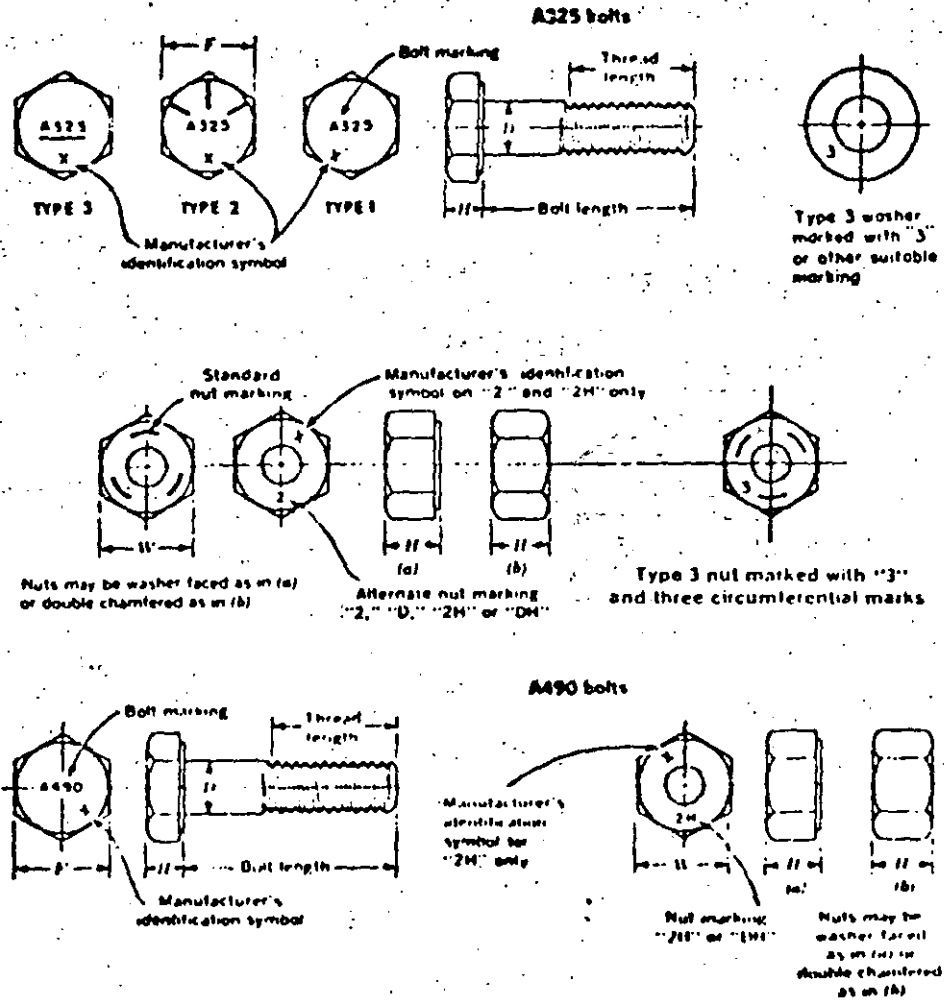 A325 bolts
F
Bolt marking
Thread
length
A325
X
A325
X
A325
X
D
3
TYPE 3
TYPE 2
TYPE 1
H
Bolt length
Manufacturer's
identification symbol
Type 3 washer
marked with "3"
or other suitable
marking
Standard
nut marking
Manufacturer's identification
symbol on "2" and "2H" only
X
2
3
W
H
H
(a)
(b)
Nuts may be washer faced as in (a)
or double chamfered as in (b)
Alternate nut marking
"2," "D," "2H" or "DH"
Type 3 nut marked with "3"
and three circumferential marks
A490 bolts
Bolt marking
Thread
length
A490
X
D
F
H
Bolt length
Manufacturer's
identification symbol
Manufacturer's
identification
symbol for
"2H" only
X
2H
W
H
H
(a)
(b)
Nut marking
"2H" or "DH"
Nuts may be
washer faced
as in (a) or
double chamfered
as in (b)